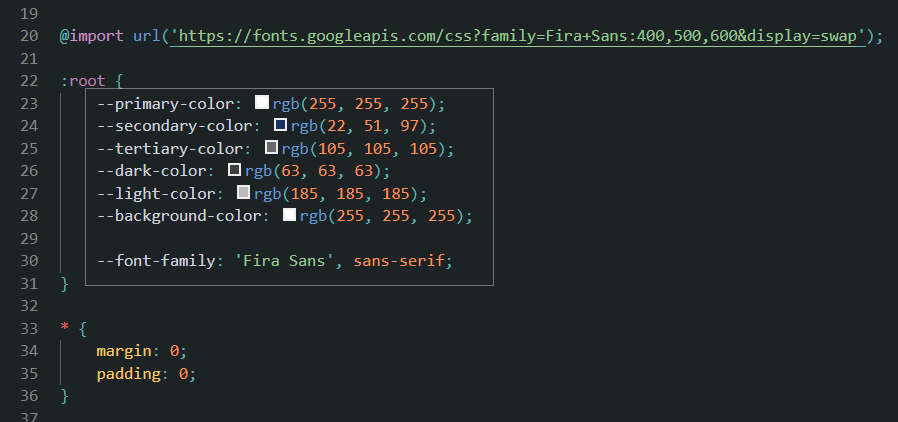 19
20 @import url('https://fonts.googleapis.com/css?family=Fira+Sans:400,500,600&display=swap');
21
22 :root {
23 --primary-color: rgb(255, 255, 255);
24 --secondary-color: rgb(22, 51, 97);
25 --tertiary-color: rgb(105, 105, 105);
26 --dark-color: rgb(63, 63, 63);
27 --light-color: rgb(185, 185, 185);
28 --background-color: rgb(255, 255, 255);
29
30 --font-family: 'Fira Sans', sans-serif;
31 }
32
33 * {
34 margin: 0;
35 padding: 0;
36 }
37